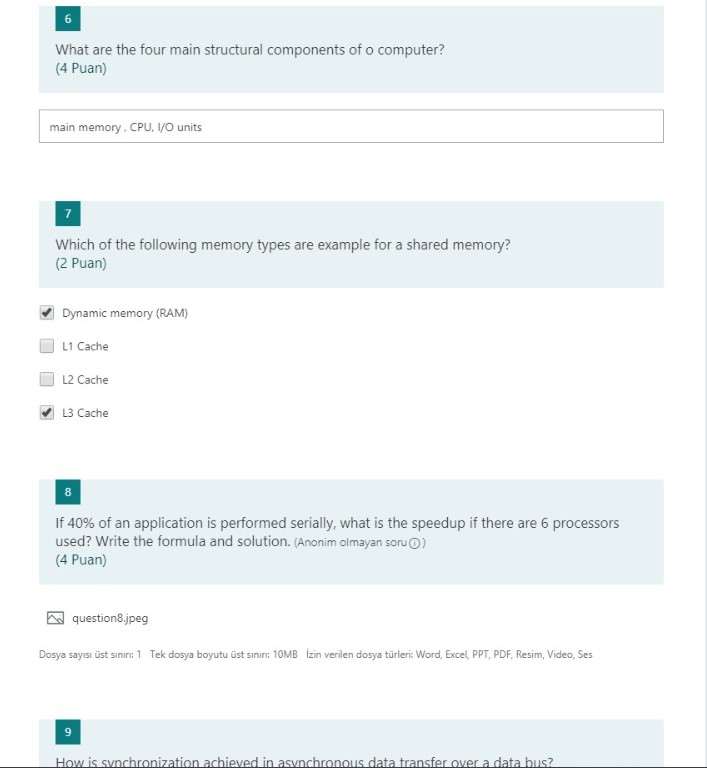 6
What are the four main structural components of o computer?
(4 Puan)
main memory , CPU, I/O units
7
Which of the following memory types are example for a shared memory?
(2 Puan)
Dynamic memory (RAM)
L1 Cache
L2 Cache
L3 Cache
8
If 40% of an application is performed serially, what is the speedup if there are 6 processors
used? Write the formula and solution. (Anonim olmayan soru)
(4 Puan)
question8.jpeg
Dosya sayısı üst sınırı: 1 Tek dosya boyutu üst sınırı: 10MB İzin verilen dosya türleri: Word, Excel, PPT, PDF, Resim, Video, Ses
9
How is synchronization achieved in asynchronous data transfer over a data bus?